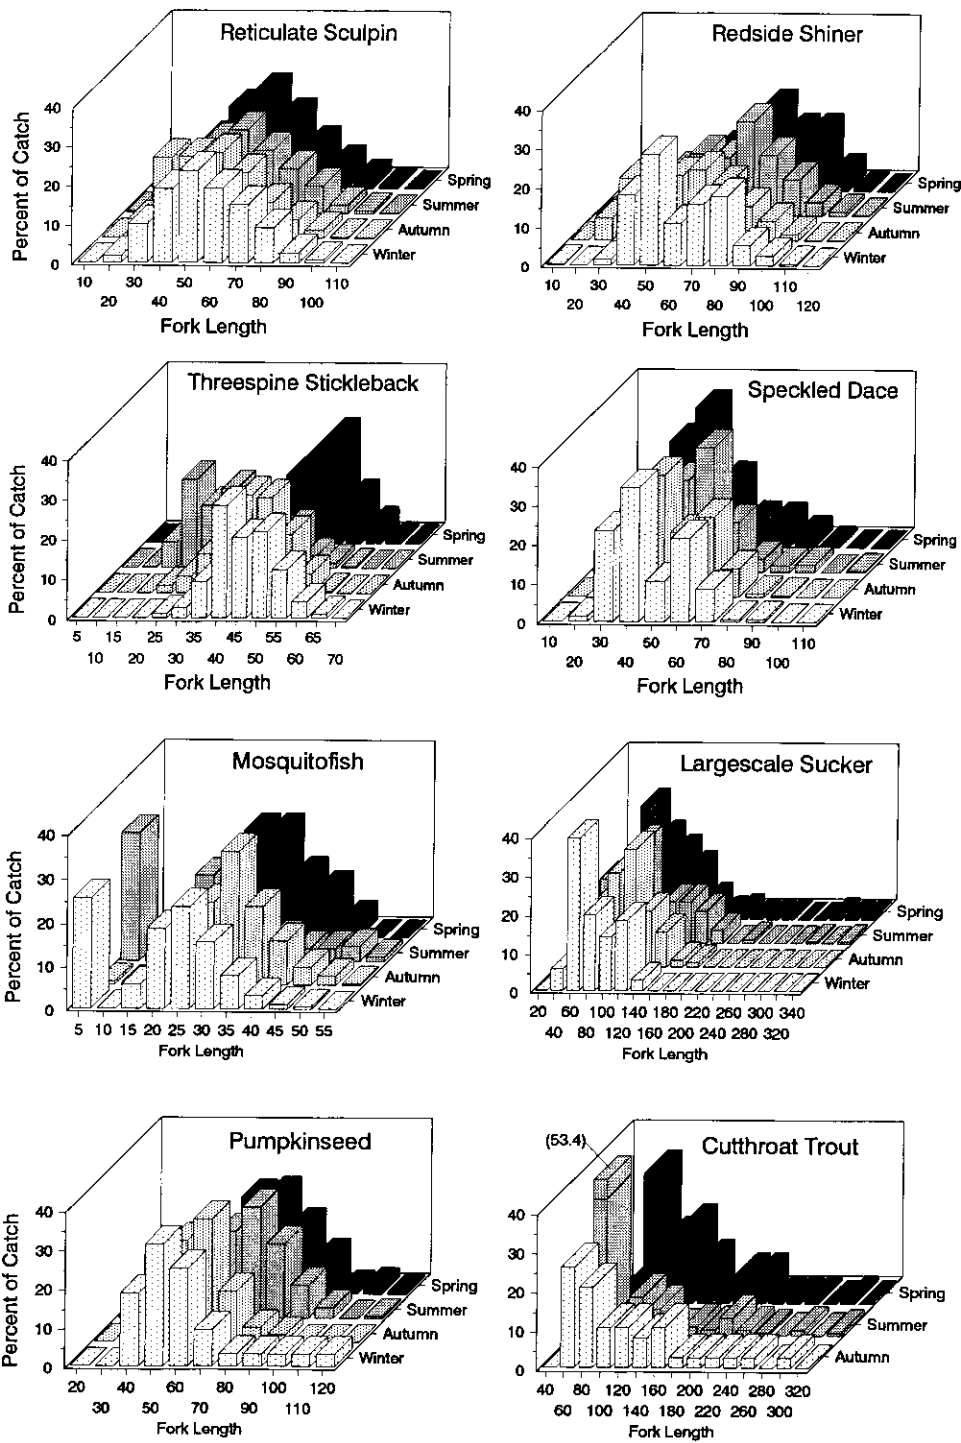 Reticulate Sculpin
Percent of Catch
40
30
20
10
0
Spring
Summer
Autumn
Winter
10 30 50 70 90 110
20 40 60 80 100
Fork Length
Redside Shiner
40
30
20
10
0
Spring
Summer
Autumn
Winter
10 30 50 70 90 110
20 40 60 80 100 120
Fork Length
Threespine Stickleback
Percent of Catch
40
30
20
10
0
Spring
Summer
Autumn
Winter
5 15 25 35 45 55 65
10 20 30 40 50 60 70
Fork Length
Speckled Dace
40
30
20
10
0
Spring
Summer
Autumn
Winter
10 30 50 70 90 110
20 40 60 80 100
Fork Length
Mosquitofish
Percent of Catch
40
30
20
10
0
Spring
Summer
Autumn
Winter
5 10 15 20 25 30 35 40 45 50 55
Fork Length
Largescale Sucker
40
30
20
10
0
Spring
Summer
Autumn
Winter
20 60 100 140 180 220 260 300 340
40 80 120 160 200 240 280 320
Fork Length
Pumpkinseed
Percent of Catch
40
30
20
10
0
Spring
Summer
Autumn
Winter
20 40 60 80 100 120
30 50 70 90 110
Fork Length
Cutthroat Trout
(53.4)
40
30
20
10
0
Spring
Summer
Autumn
40 80 120 160 200 240 280 320
60 100 140 180 220 260 300
Fork Length